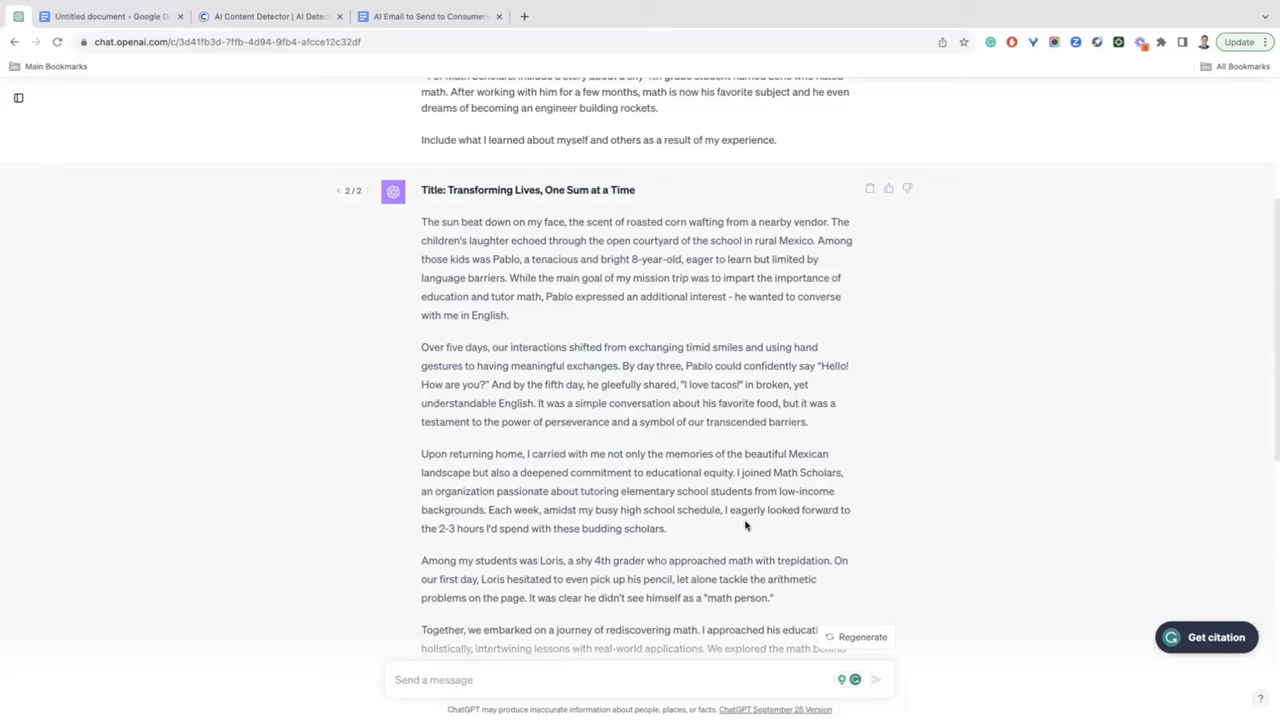 Untitled document - Google D
AI Content Detector | AI Detec
AI Email to Send to Consumers
chat.openai.com/c/3d41fb3d-7ffb-4d94-9fb4-afcce12c32df
Update
Main Bookmarks
All Bookmarks
math. After working with him for a few months, math is now his favorite subject and he even
dreams of becoming an engineer building rockets.
Include what I learned about myself and others as a result of my experience.
2 / 2
Title: Transforming Lives, One Sum at a Time
The sun beat down on my face, the scent of roasted corn wafting from a nearby vendor. The
children's laughter echoed through the open courtyard of the school in rural Mexico. Among
those kids was Pablo, a tenacious and bright 8-year-old, eager to learn but limited by
language barriers. While the main goal of my mission trip was to impart the importance of
education and tutor math, Pablo expressed an additional interest - he wanted to converse
with me in English.
Over five days, our interactions shifted from exchanging timid smiles and using hand
gestures to having meaningful exchanges. By day three, Pablo could confidently say “Hello!
How are you?” And by the fifth day, he gleefully shared, "I love tacos!" in broken, yet
understandable English. It was a simple conversation about his favorite food, but it was a
testament to the power of perseverance and a symbol of our transcended barriers.
Upon returning home, I carried with me not only the memories of the beautiful Mexican
landscape but also a deepened commitment to educational equity. I joined Math Scholars,
an organization passionate about tutoring elementary school students from low-income
backgrounds. Each week, amidst my busy high school schedule, I eagerly looked forward to
the 2-3 hours I'd spend with these budding scholars.
Among my students was Loris, a shy 4th grader who approached math with trepidation. On
our first day, Loris hesitated to even pick up his pencil, let alone tackle the arithmetic
problems on the page. It was clear he didn't see himself as a "math person."
Together, we embarked on a journey of rediscovering math. I approached his educati
holistically, intertwining lessons with real-world applications. We explored the math behind
Regenerate
Get citation
Send a message
ChatGPT may produce inaccurate information about people, places, or facts. ChatGPT September 25 Version
?